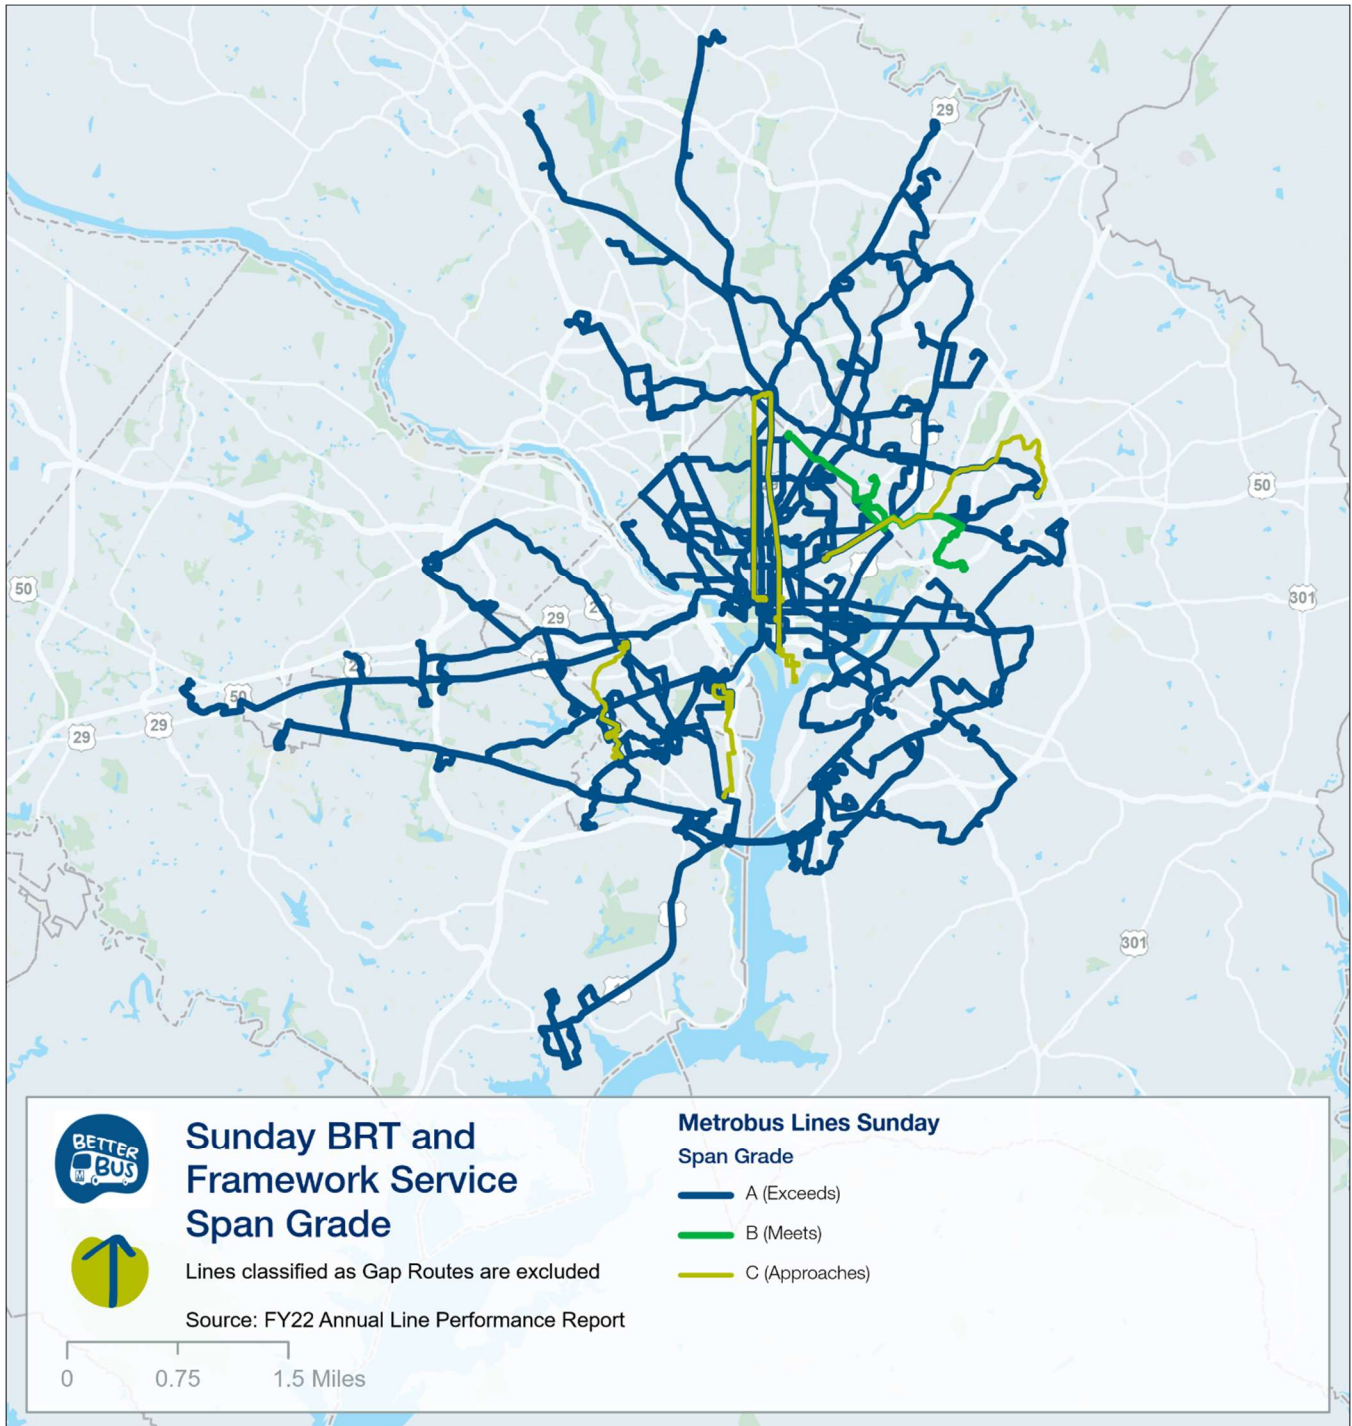 29
50
50
301
29
2
29
50
29
29
301
BETTER
BUS
M
Sunday BRT and
Framework Service
Span Grade
Lines classified as Gap Routes are excluded
Source: FY22 Annual Line Performance Report
0 0.75 1.5 Miles
Metrobus Lines Sunday
Span Grade
A (Exceeds)
B (Meets)
C (Approaches)